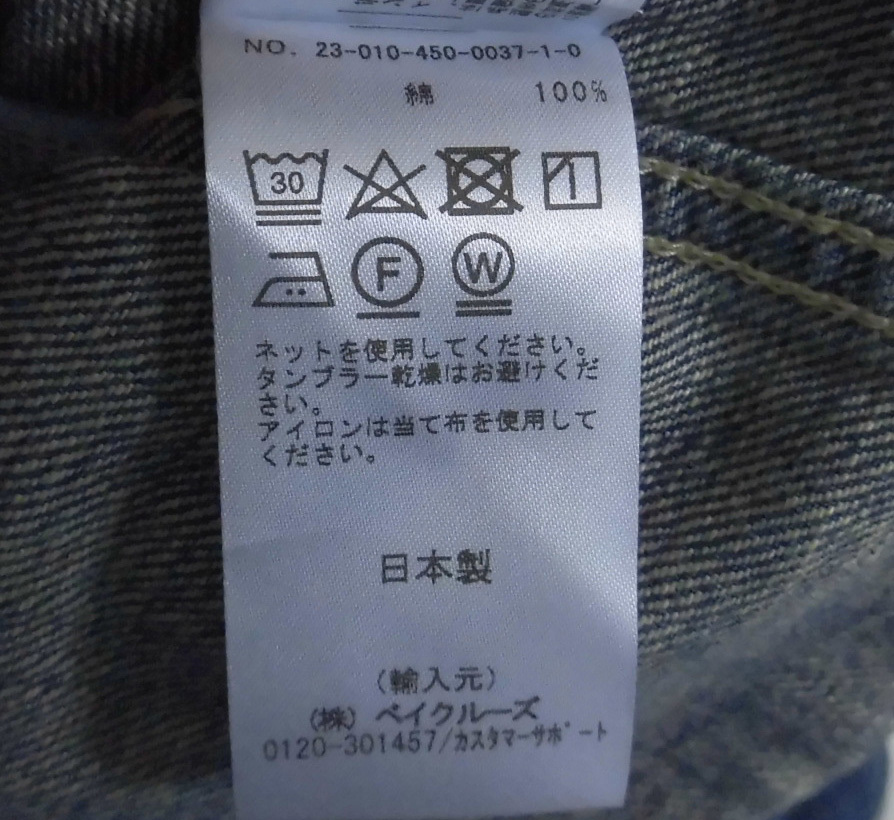 NO. 23-010-450-0037-1-0
綿 100%
30
F W
ネットを使用してください。
タンブラー乾燥はお避けくだ
さい。
アイロンは当て布を使用して
ください。
日本製
(輸入元)
(株) ベイクルーズ
0120-301457/カスタマーサポート